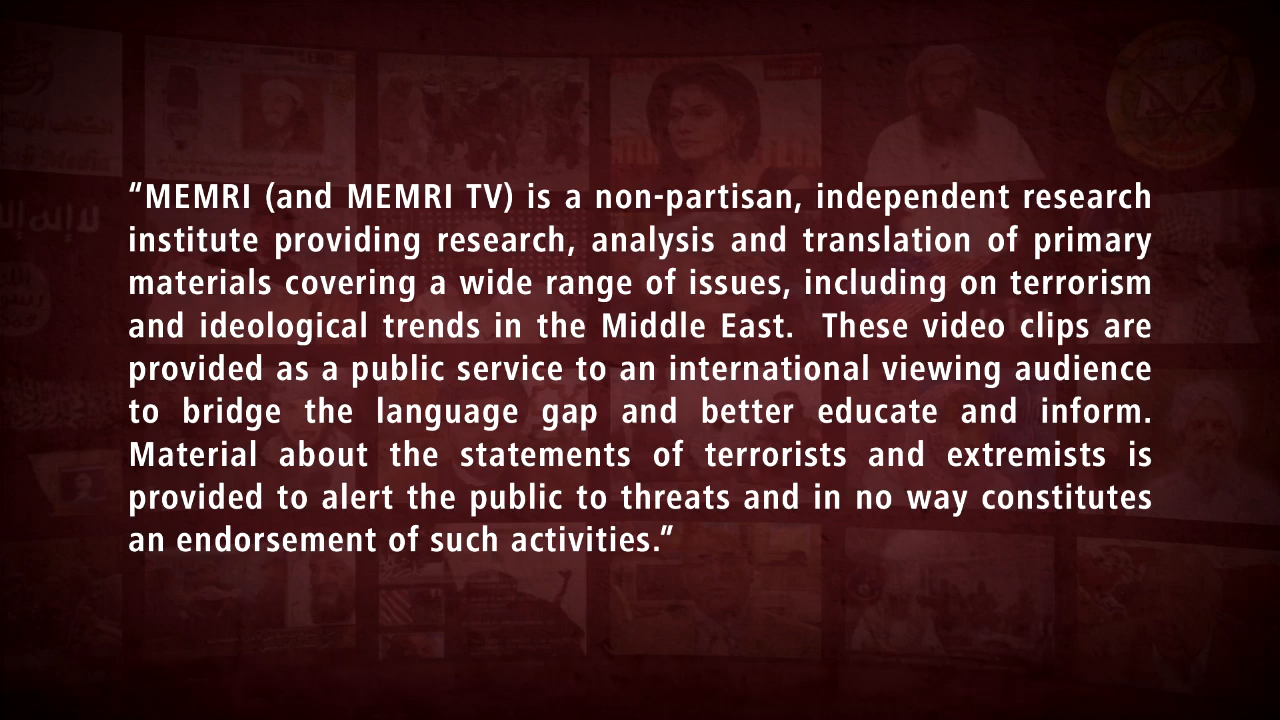 “MEMRI (and MEMRI TV) is a non-partisan, independent research
institute providing research, analysis and translation of primary
materials covering a wide range of issues, including on terrorism
and ideological trends in the Middle East. These video clips are
provided as a public service to an international viewing audience
to bridge the language gap and better educate and inform.
Material about the statements of terrorists and extremists is
provided to alert the public to threats and in no way constitutes
an endorsement of such activities.”